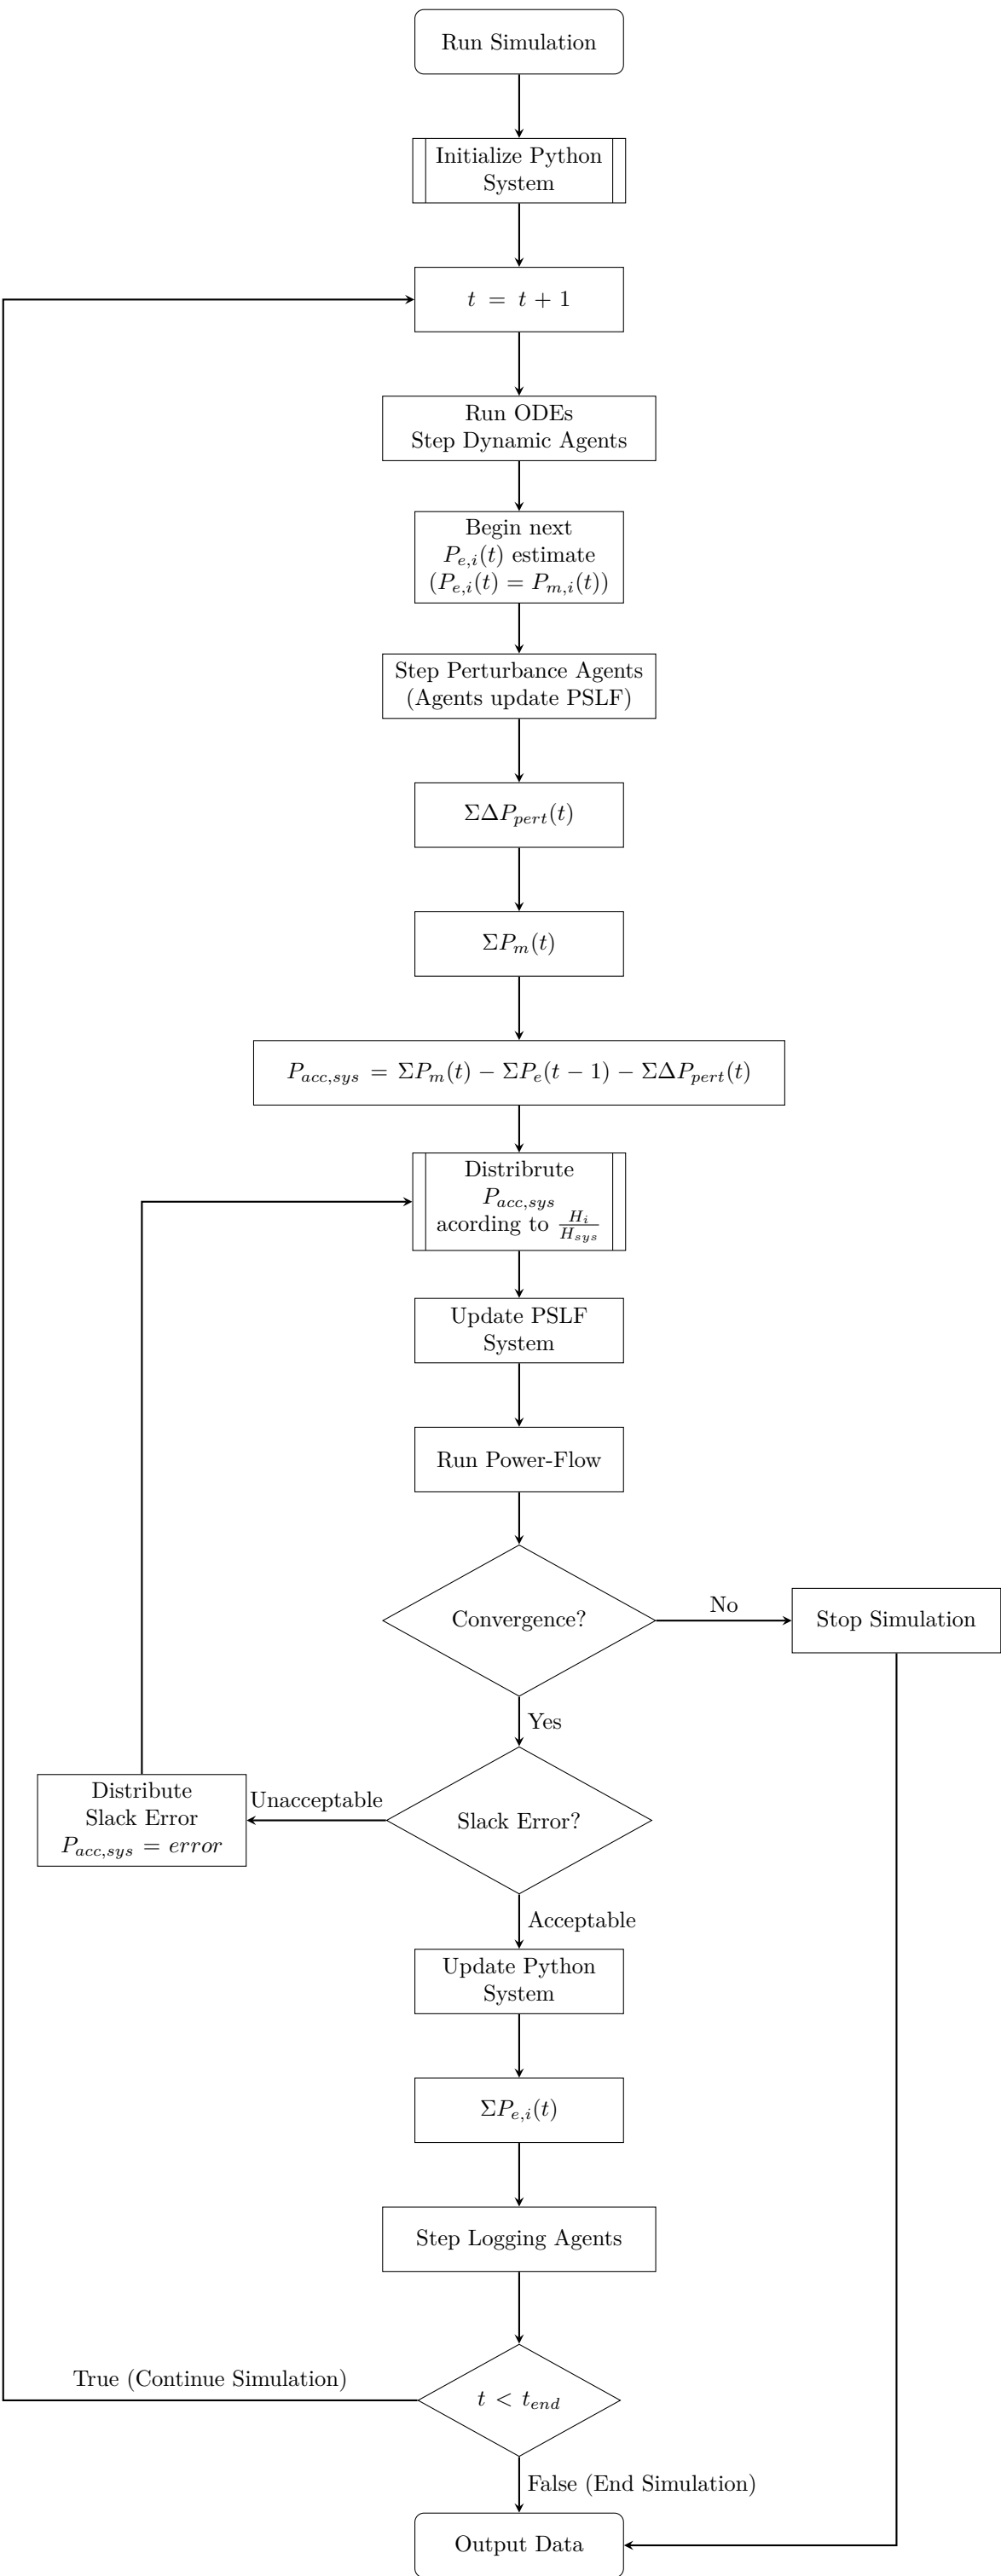 Run Simulation
Initialize Python
System
t = t + 1
Run ODEs
Step Dynamic Agents
Begin next
P_{e,i}(t) estimate
(P_{e,i}(t) = P_{m,i}(t))
Step Perturbance Agents
(Agents update PSLF)
ΣΔP_{pert}(t)
ΣP_m(t)
P_{acc,sys} = ΣP_m(t) − ΣP_e(t − 1) − ΣΔP_{pert}(t)
Distribrute
P_{acc,sys}
acording to \frac{H_i}{H_{sys}}
Update PSLF
System
Run Power-Flow
Convergence?
No
Stop Simulation
Yes
Slack Error?
Unacceptable
Distribute
Slack Error
P_{acc,sys} = error
Acceptable
Update Python
System
ΣP_{e,i}(t)
Step Logging Agents
True (Continue Simulation)
t < t_{end}
False (End Simulation)
Output Data